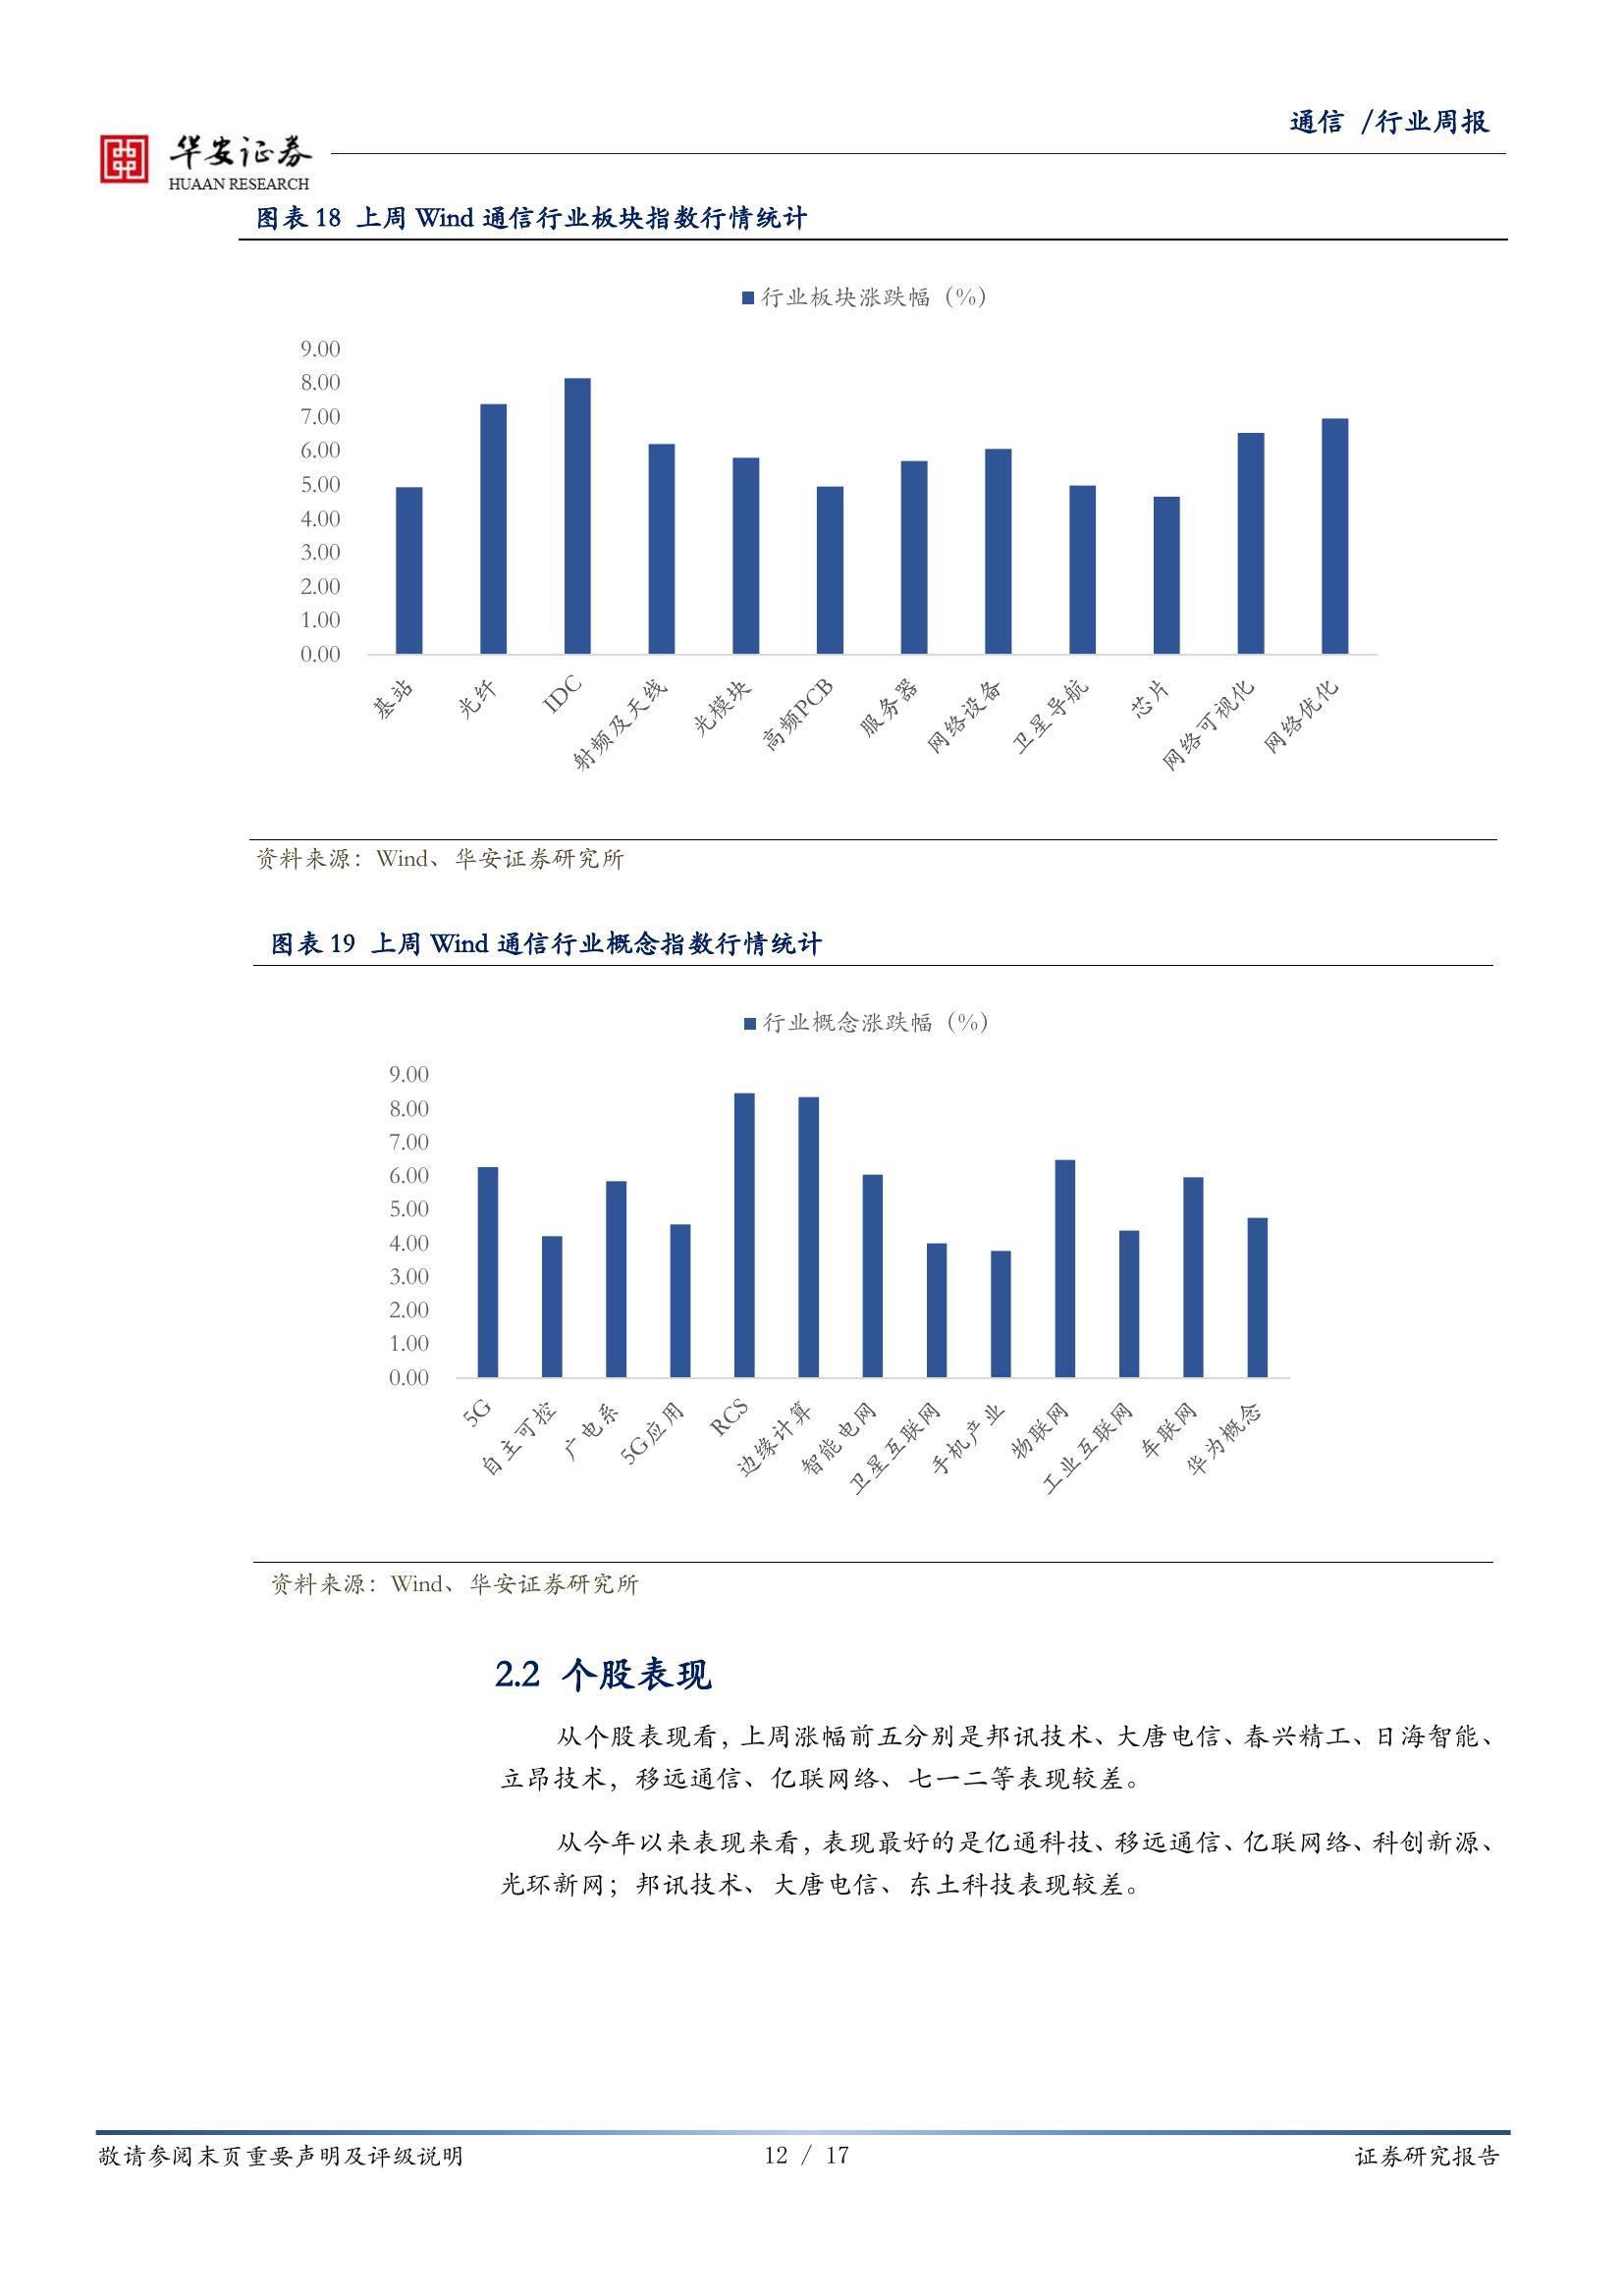 通信 /行业周报
华安证券
HUAAN RESEARCH
图表 18 上周 Wind 通信行业板块指数行情统计
行业板块涨跌幅（%）
9.00
8.00
7.00
6.00
5.00
4.00
3.00
2.00
1.00
0.00
基站
光纤
IDC
射频及天线
光模块
高频PCB
服务器
网络设备
卫星导航
芯片
网络可视化
网络优化
资料来源：Wind、华安证券研究所
图表 19 上周 Wind 通信行业概念指数行情统计
行业概念涨跌幅（%）
9.00
8.00
7.00
6.00
5.00
4.00
3.00
2.00
1.00
0.00
5G
自主可控
广电系
5G应用
RCS
边缘计算
智能电网
卫星互联网
手机产业
物联网
工业互联网
车联网
华为概念
资料来源：Wind、华安证券研究所
2.2 个股表现
从个股表现看，上周涨幅前五分别是邦讯技术、大唐电信、春兴精工、日海智能、
立昂技术，移远通信、亿联网络、七一二等表现较差。
从今年以来表现来看，表现最好的是亿通科技、移远通信、亿联网络、科创新源、
光环新网；邦讯技术、大唐电信、东土科技表现较差。
敬请参阅末页重要声明及评级说明
12 / 17
证券研究报告